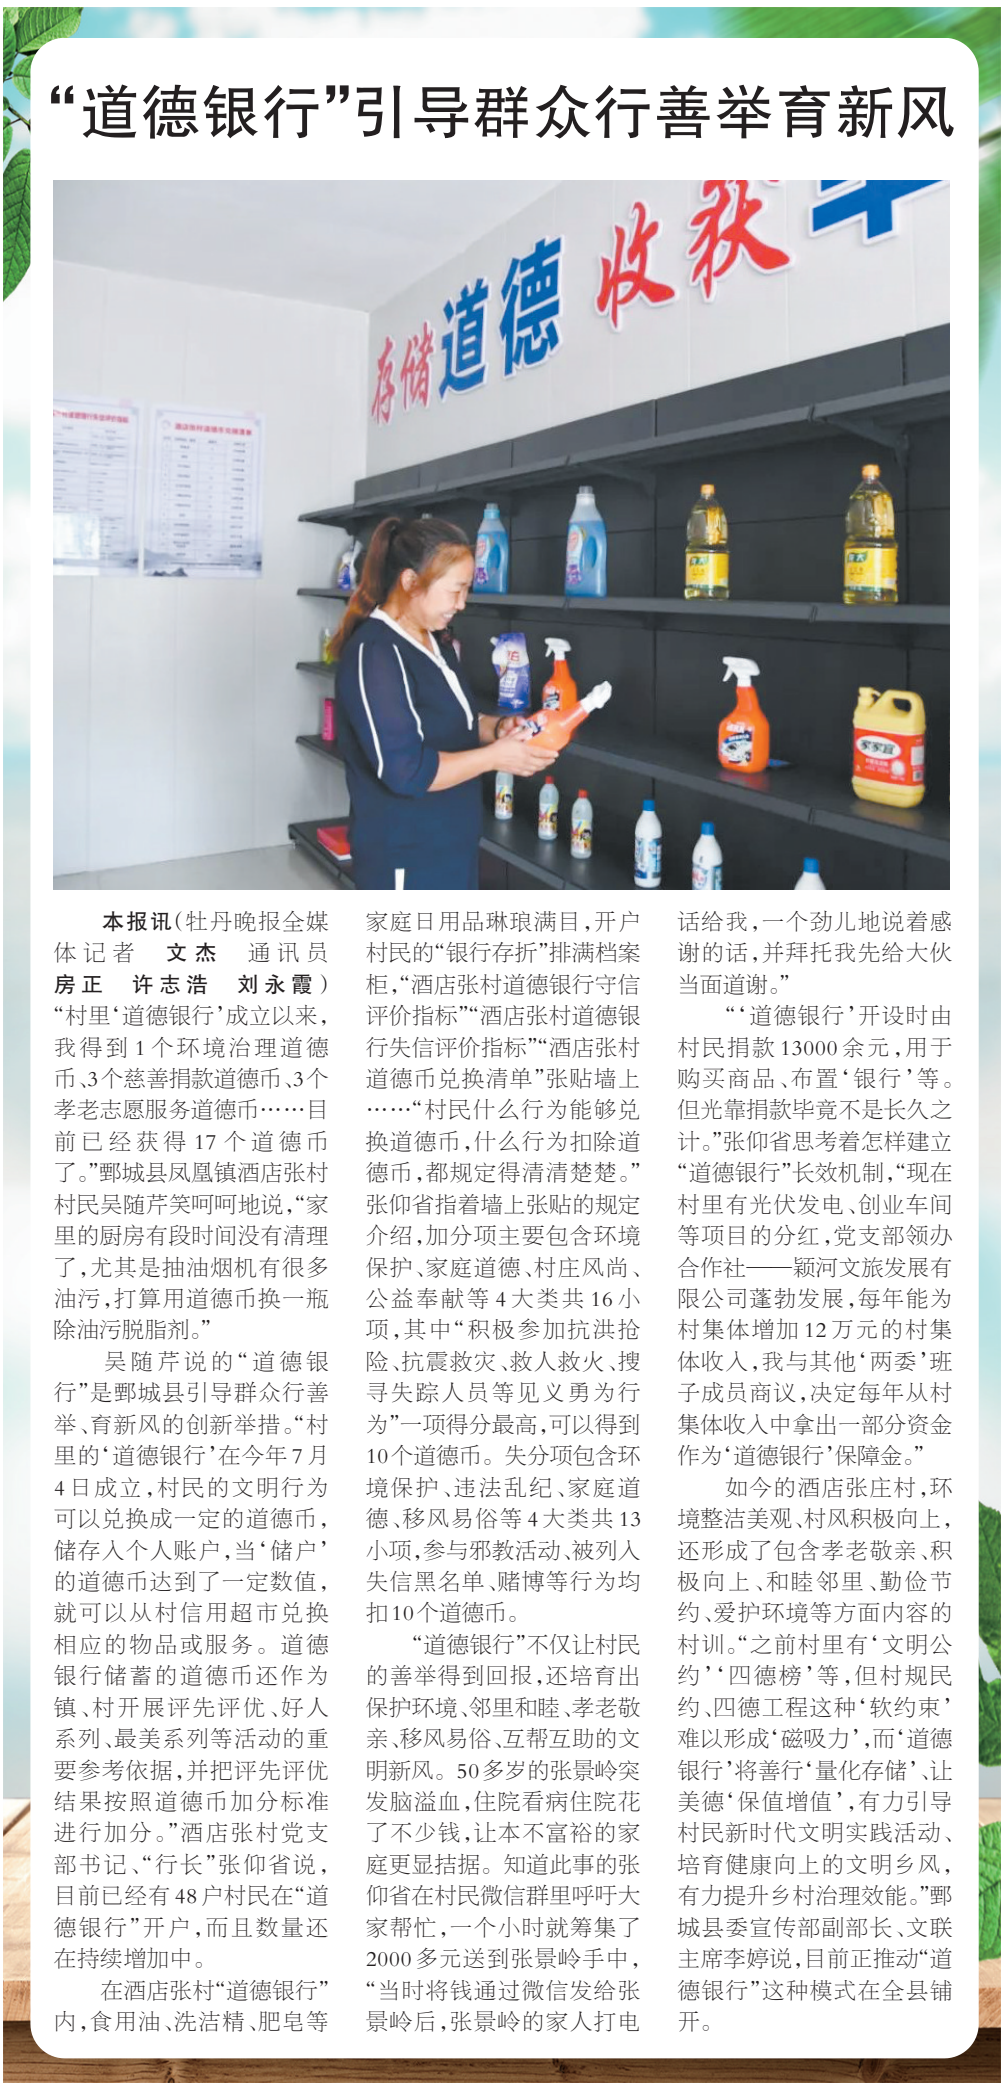 “道德银行”引导群众行善举育新风
存储道德 收获
酒店张村道德币兑换清单
家家宜
本报讯(牡丹晚报全媒
体记者 文杰 通讯员
房正 许志浩 刘永霞)
“村里‘道德银行’成立以来,
我得到1个环境治理道德
币、3个慈善捐款道德币、3个
孝老志愿服务道德币……目
前已经获得17个道德币
了。”鄄城县凤凰镇酒店张村
村民吴随芹笑呵呵地说,“家
里的厨房有段时间没有清理
了,尤其是抽油烟机有很多
油污,打算用道德币换一瓶
除油污脱脂剂。”
吴随芹说的“道德银
行”是鄄城县引导群众行善
举、育新风的创新举措。“村
里的‘道德银行’在今年7月
4日成立,村民的文明行为
可以兑换成一定的道德币,
储存入个人账户,当‘储户’
的道德币达到了一定数值,
就可以从村信用超市兑换
相应的物品或服务。道德
银行储蓄的道德币还作为
镇、村开展评先评优、好人
系列、最美系列等活动的重
要参考依据,并把评先评优
结果按照道德币加分标准
进行加分。”酒店张村党支
部书记、“行长”张仰省说,
目前已经有48户村民在“道
德银行”开户,而且数量还
在持续增加中。
在酒店张村“道德银行”
内,食用油、洗洁精、肥皂等
家庭日用品琳琅满目,开户
村民的“银行存折”排满档案
柜,“酒店张村道德银行守信
评价指标”“酒店张村道德银
行失信评价指标”“酒店张村
道德币兑换清单”张贴墙上
……“村民什么行为能够兑
换道德币,什么行为扣除道
德币,都规定得清清楚楚。”
张仰省指着墙上张贴的规定
介绍,加分项主要包含环境
保护、家庭道德、村庄风尚、
公益奉献等4大类共16小
项,其中“积极参加抗洪抢
险、抗震救灾、救人救火、搜
寻失踪人员等见义勇为行
为”一项得分最高,可以得到
10个道德币。失分项包含环
境保护、违法乱纪、家庭道
德、移风易俗等4大类共13
小项,参与邪教活动、被列入
失信黑名单、赌博等行为均
扣10个道德币。
“道德银行”不仅让村民
的善举得到回报,还培育出
保护环境、邻里和睦、孝老敬
亲、移风易俗、互帮互助的文
明新风。50多岁的张景岭突
发脑溢血,住院看病住院花
了不少钱,让本不富裕的家
庭更显拮据。知道此事的张
仰省在村民微信群里呼吁大
家帮忙,一个小时就筹集了
2000多元送到张景岭手中,
“当时将钱通过微信发给张
景岭后,张景岭的家人打电
话给我,一个劲儿地说着感
谢的话,并拜托我先给大伙
当面道谢。”
“‘道德银行’开设时由
村民捐款13000余元,用于
购买商品、布置‘银行’等。
但光靠捐款毕竟不是长久之
计。”张仰省思考着怎样建立
“道德银行”长效机制,“现在
村里有光伏发电、创业车间
等项目的分红,党支部领办
合作社——颖河文旅发展有
限公司蓬勃发展,每年能为
村集体增加12万元的村集
体收入,我与其他‘两委’班
子成员商议,决定每年从村
集体收入中拿出一部分资金
作为‘道德银行’保障金。”
如今的酒店张庄村,环
境整洁美观、村风积极向上,
还形成了包含孝老敬亲、积
极向上、和睦邻里、勤俭节
约、爱护环境等方面内容的
村训。“之前村里有‘文明公
约’‘四德榜’等,但村规民
约、四德工程这种‘软约束’
难以形成‘磁吸力’,而‘道德
银行’将善行‘量化存储’、让
美德‘保值增值’,有力引导
村民新时代文明实践活动、
培育健康向上的文明乡风,
有力提升乡村治理效能。”鄄
城县委宣传部副部长、文联
主席李婷说,目前正推动“道
德银行”这种模式在全县铺
开。